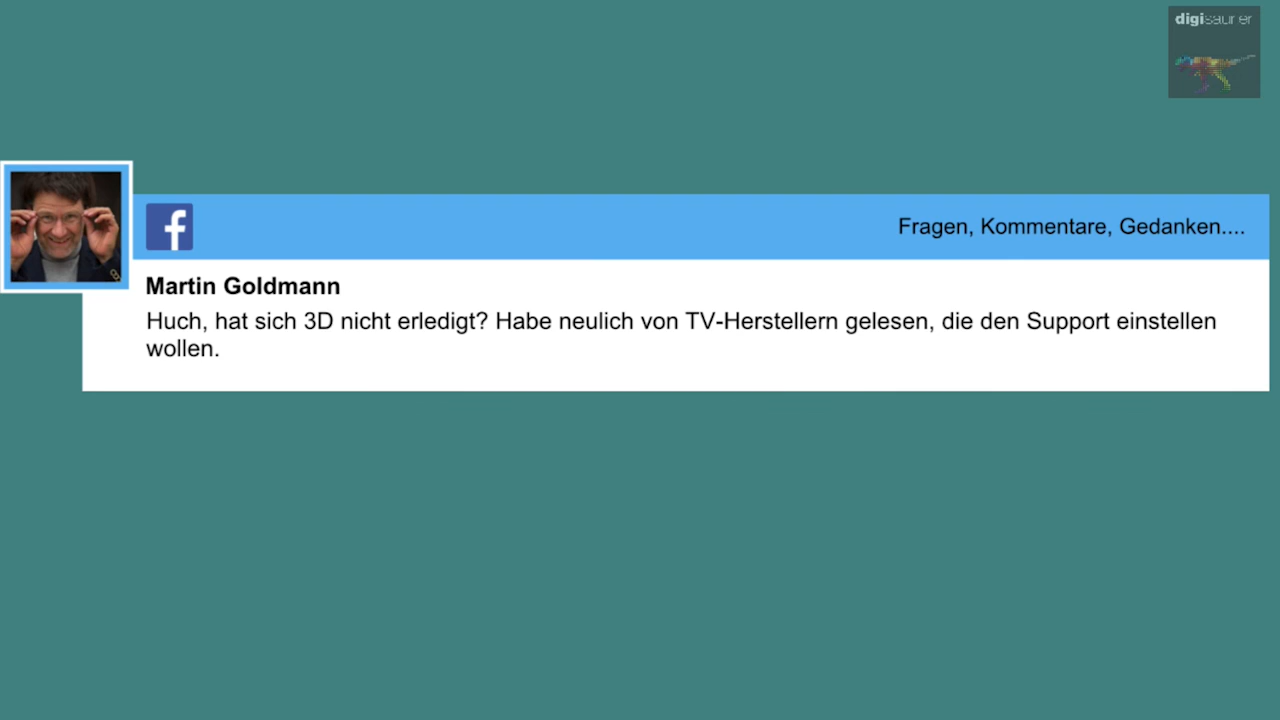 digisaurier
Fragen, Kommentare, Gedanken....
Martin Goldmann
Huch, hat sich 3D nicht erledigt? Habe neulich von TV-Herstellern gelesen, die den Support einstellen
wollen.